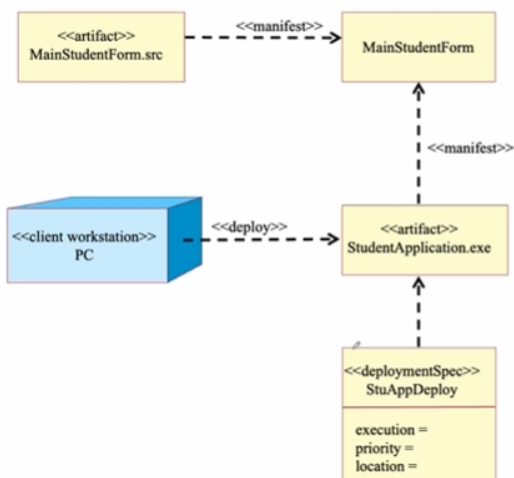 <<manifest>>
<<artifact>>
MainStudentForm.src
MainStudentForm
<<manifest>>
<<client workstation>>
PC
<<deploy>>
<<artifact>>
StudentApplication.exe
<<deploymentSpec>>
StuAppDeploy
execution =
priority =
location =